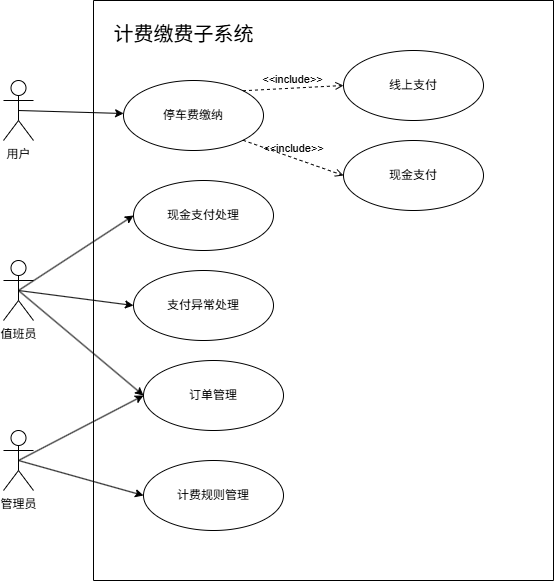 计费缴费子系统
<<include>>
线上支付
停车费缴纳
用户
<<include>>
现金支付
现金支付处理
支付异常处理
值班员
订单管理
计费规则管理
管理员